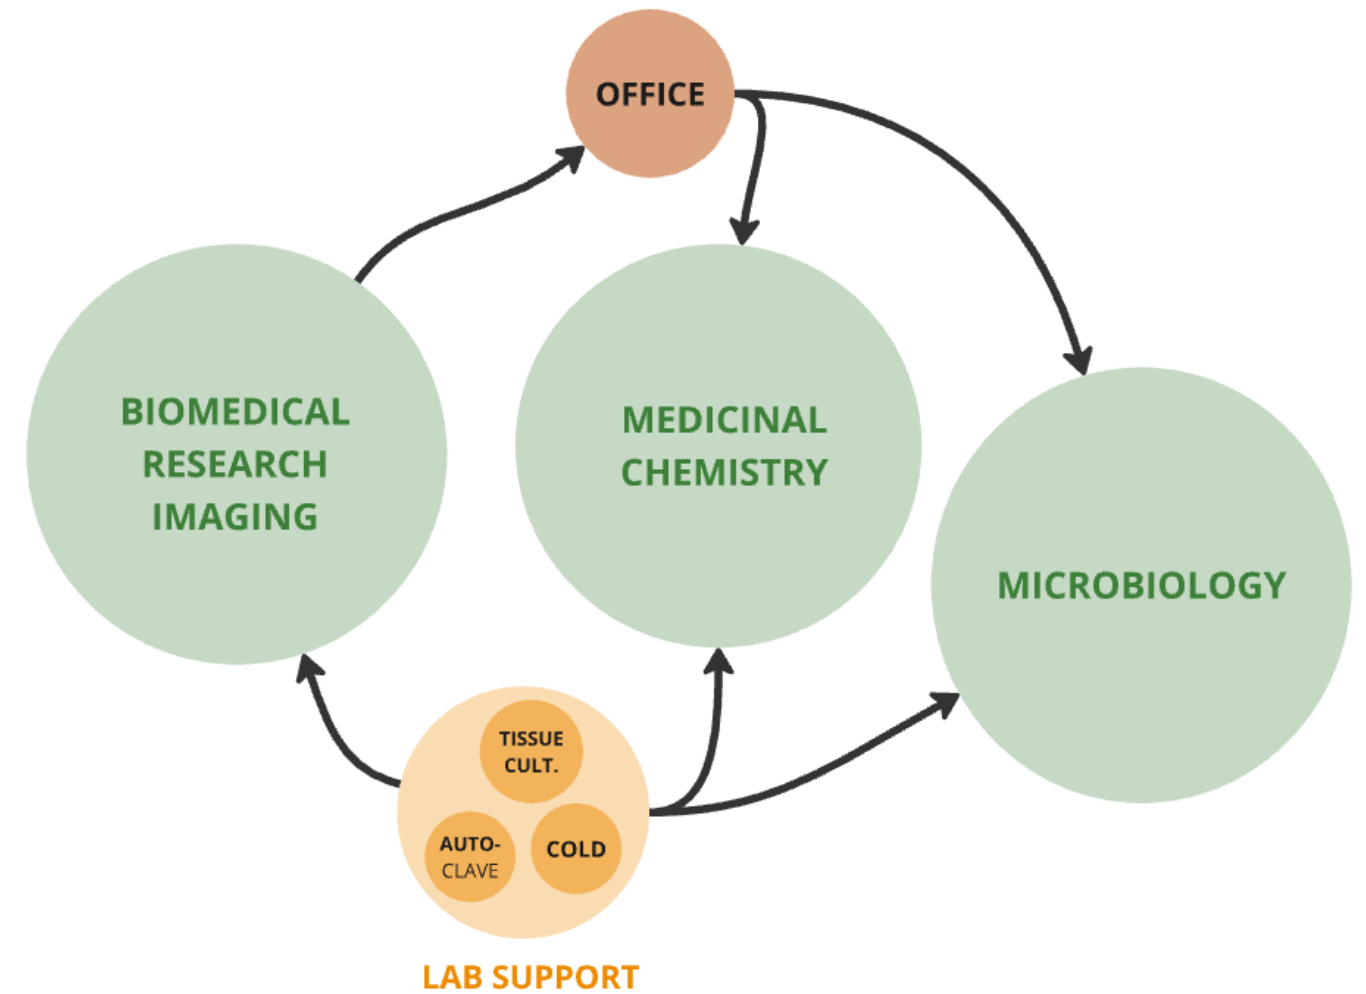 OFFICE
BIOMEDICAL
RESEARCH
IMAGING
MEDICINAL
CHEMISTRY
MICROBIOLOGY
TISSUE
CULT.
AUTO-
CLAVE
COLD
LAB SUPPORT